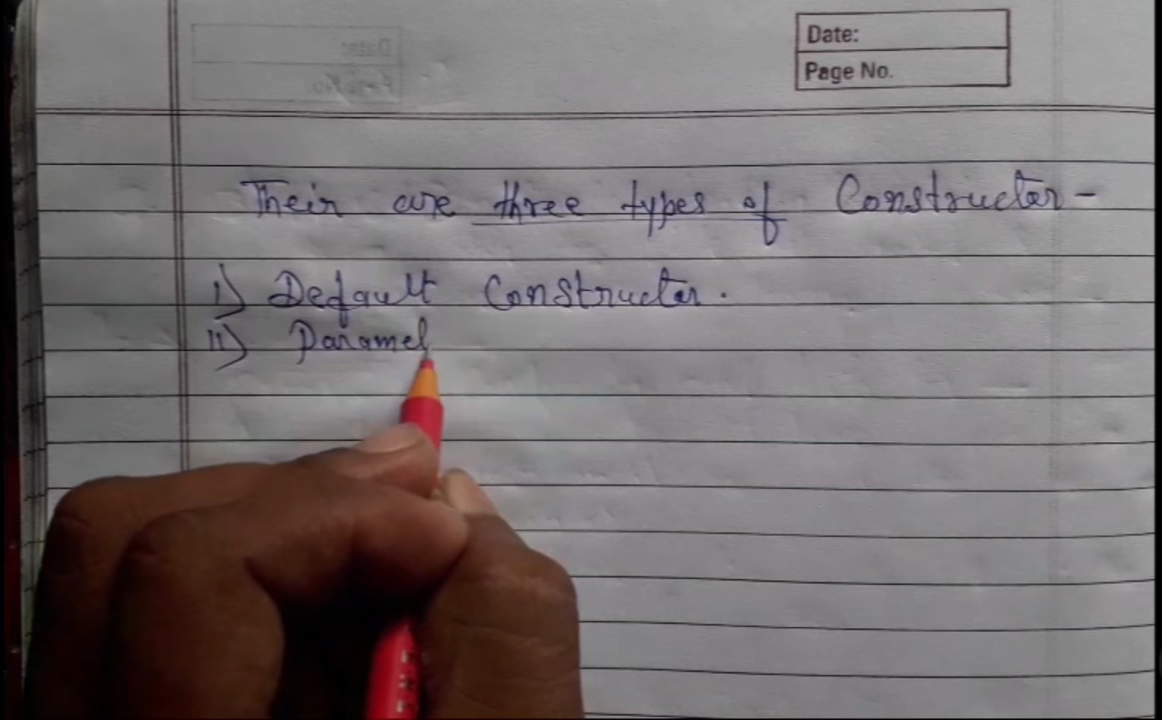 Date:
Page No.
Their are three types of Constructor-
i) Default Constructor.
ii) Paramet